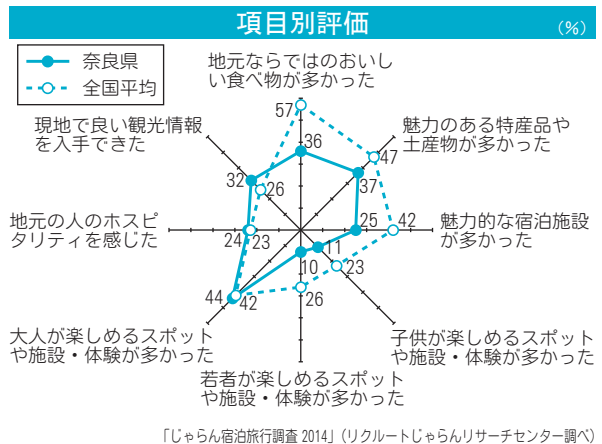 項目別評価
(%)
奈良県
全国平均
地元ならではのおいし
い食べ物が多かった
57
36
現地で良い観光情報
を入手できた
魅力のある特産品や
土産物が多かった
32
26
47
37
地元の人のホスピ
タリティを感じた
24
23
25
42
魅力的な宿泊施設
が多かった
11
23
10
26
44
42
大人が楽しめるスポット
や施設・体験が多かった
子供が楽しめるスポット
や施設・体験が多かった
若者が楽しめるスポット
や施設・体験が多かった
「じゃらん宿泊旅行調査 2014」(リクルートじゃらんリサーチセンター調べ)